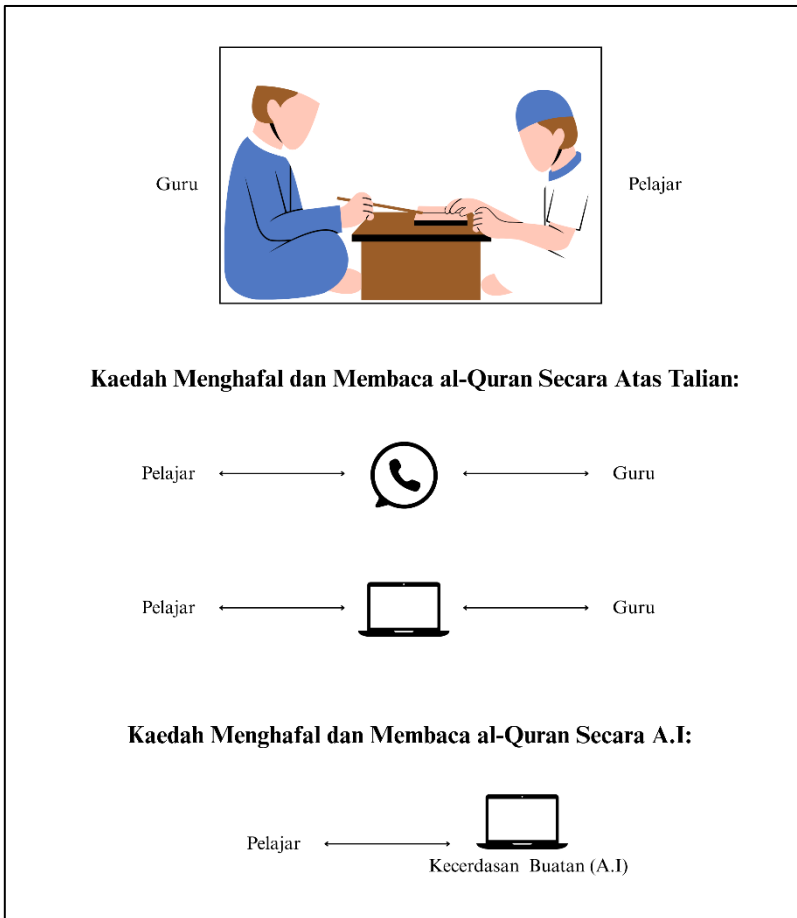 Guru
Pelajar
Kaedah Menghafal dan Membaca al-Quran Secara Atas Talian:
Pelajar
Guru
Pelajar
Guru
Kaedah Menghafal dan Membaca al-Quran Secara A.I:
Pelajar
Kecerdasan Buatan (A.I)